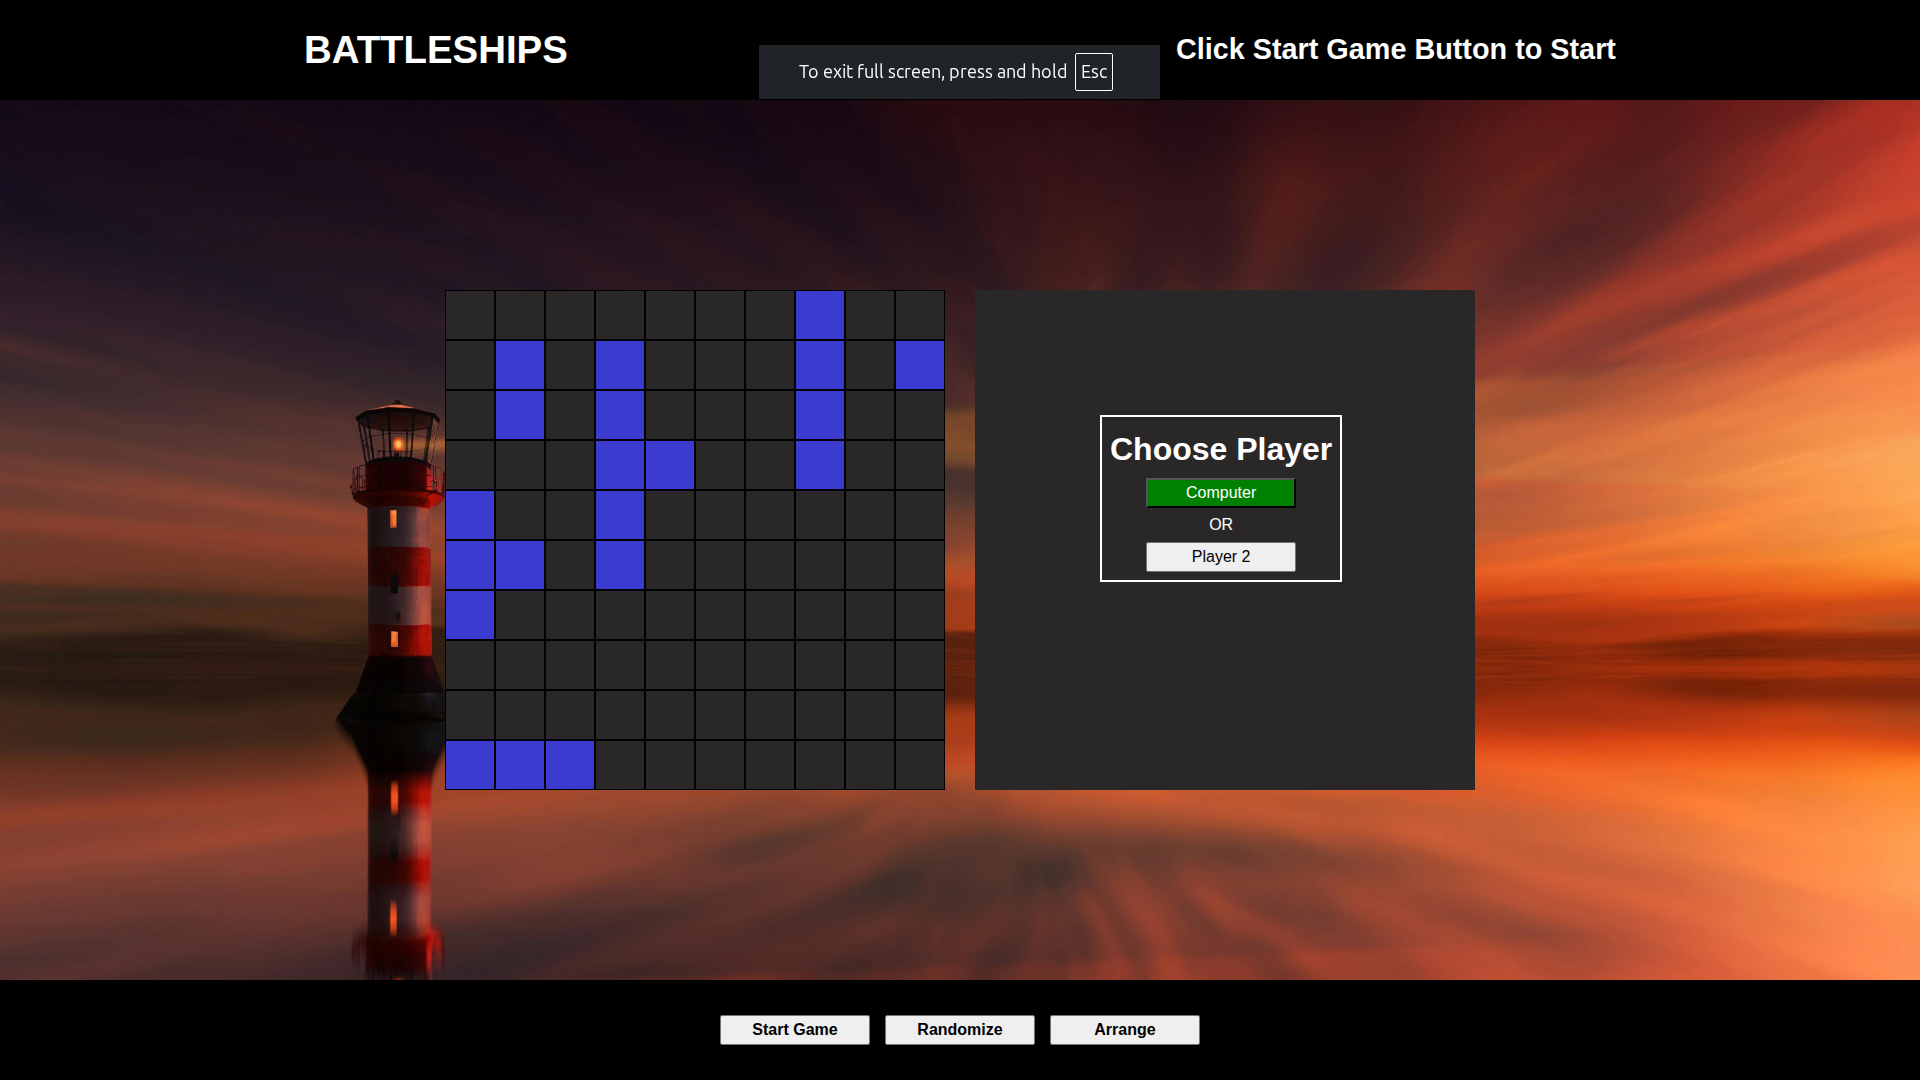 BATTLESHIPS
To exit full screen, press and hold Esc
Click Start Game Button to Start
Choose Player
Computer
OR
Player 2
Start Game
Randomize
Arrange